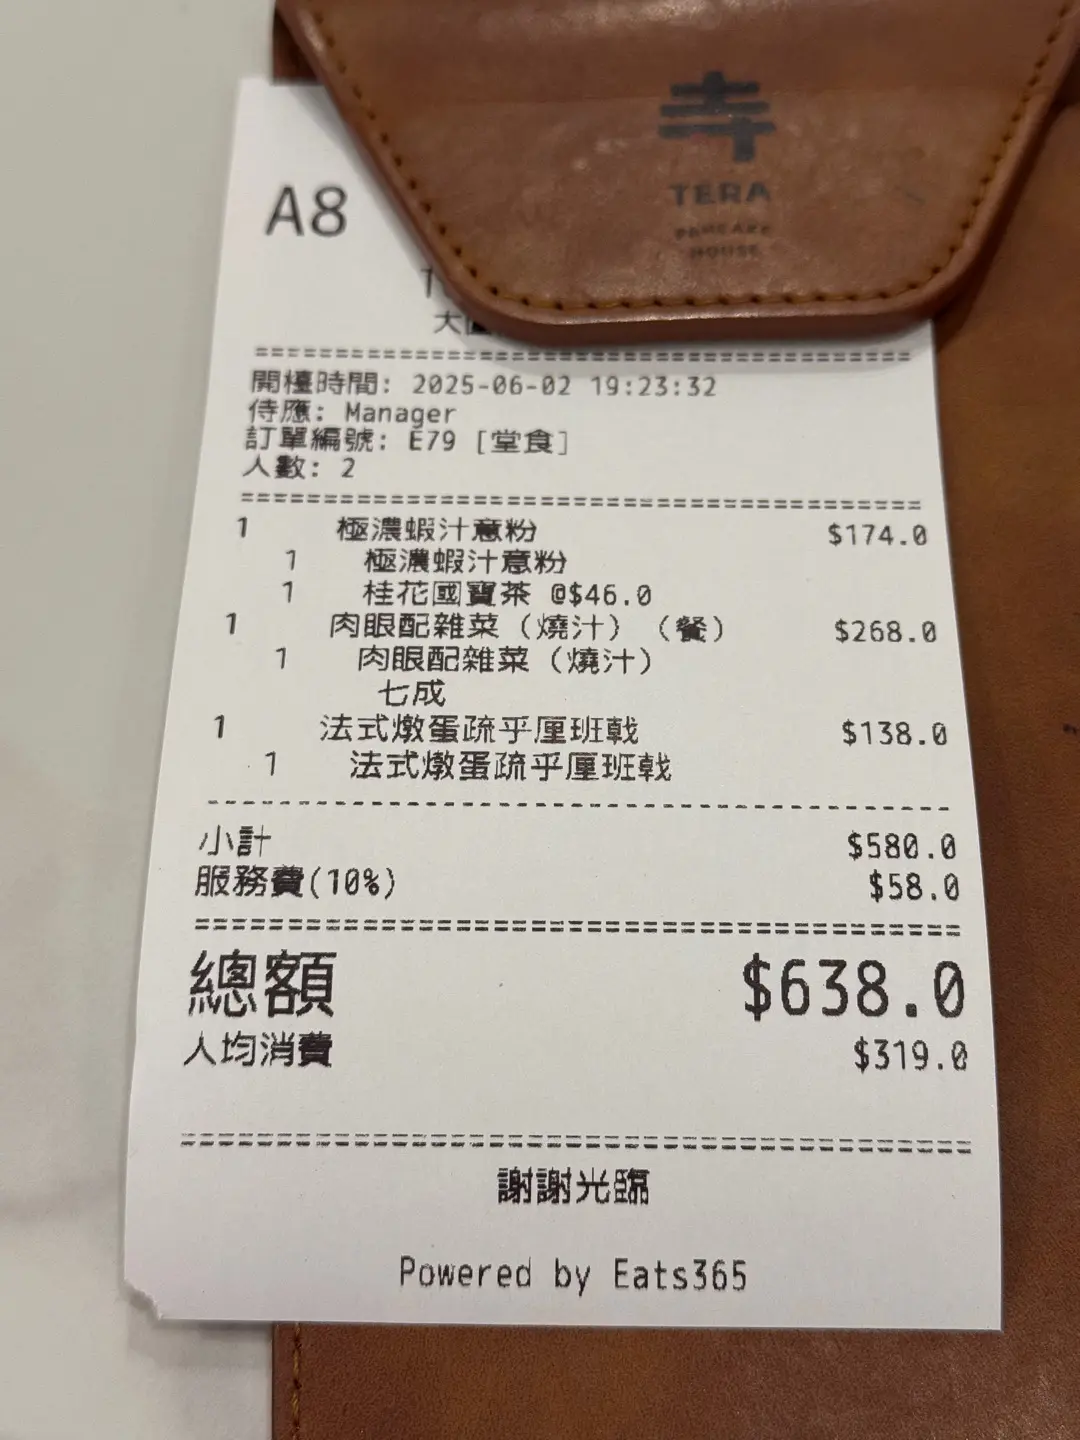 寺
TERA
PANCAKE
HOUSE
A8
開檯時間: 2025-06-02 19:23:32
侍應: Manager
訂單編號: E79 [堂食]
人數: 2
1 極濃蝦汁意粉 $174.0
1 極濃蝦汁意粉
1 桂花國寶茶 @$46.0
1 肉眼配雜菜（燒汁）（餐） $268.0
1 肉眼配雜菜（燒汁）
七成
1 法式燉蛋疏乎厘班戟 $138.0
1 法式燉蛋疏乎厘班戟
小計 $580.0
服務費(10%) $58.0
總額 $638.0
人均消費 $319.0
謝謝光臨
Powered by Eats365